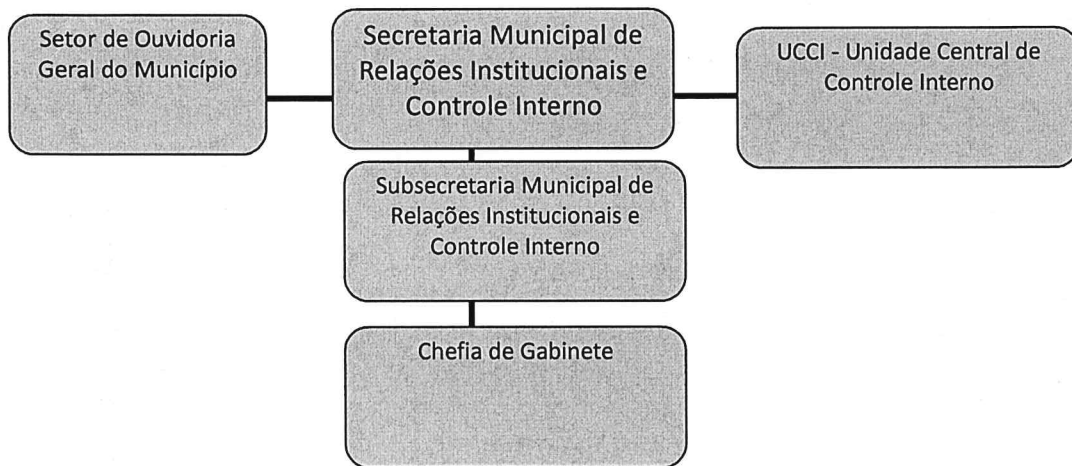 Setor de Ouvidoria
Geral do Município
Secretaria Municipal de
Relações Institucionais e
Controle Interno
UCCI - Unidade Central de
Controle Interno
Subsecretaria Municipal de
Relações Institucionais e
Controle Interno
Chefia de Gabinete